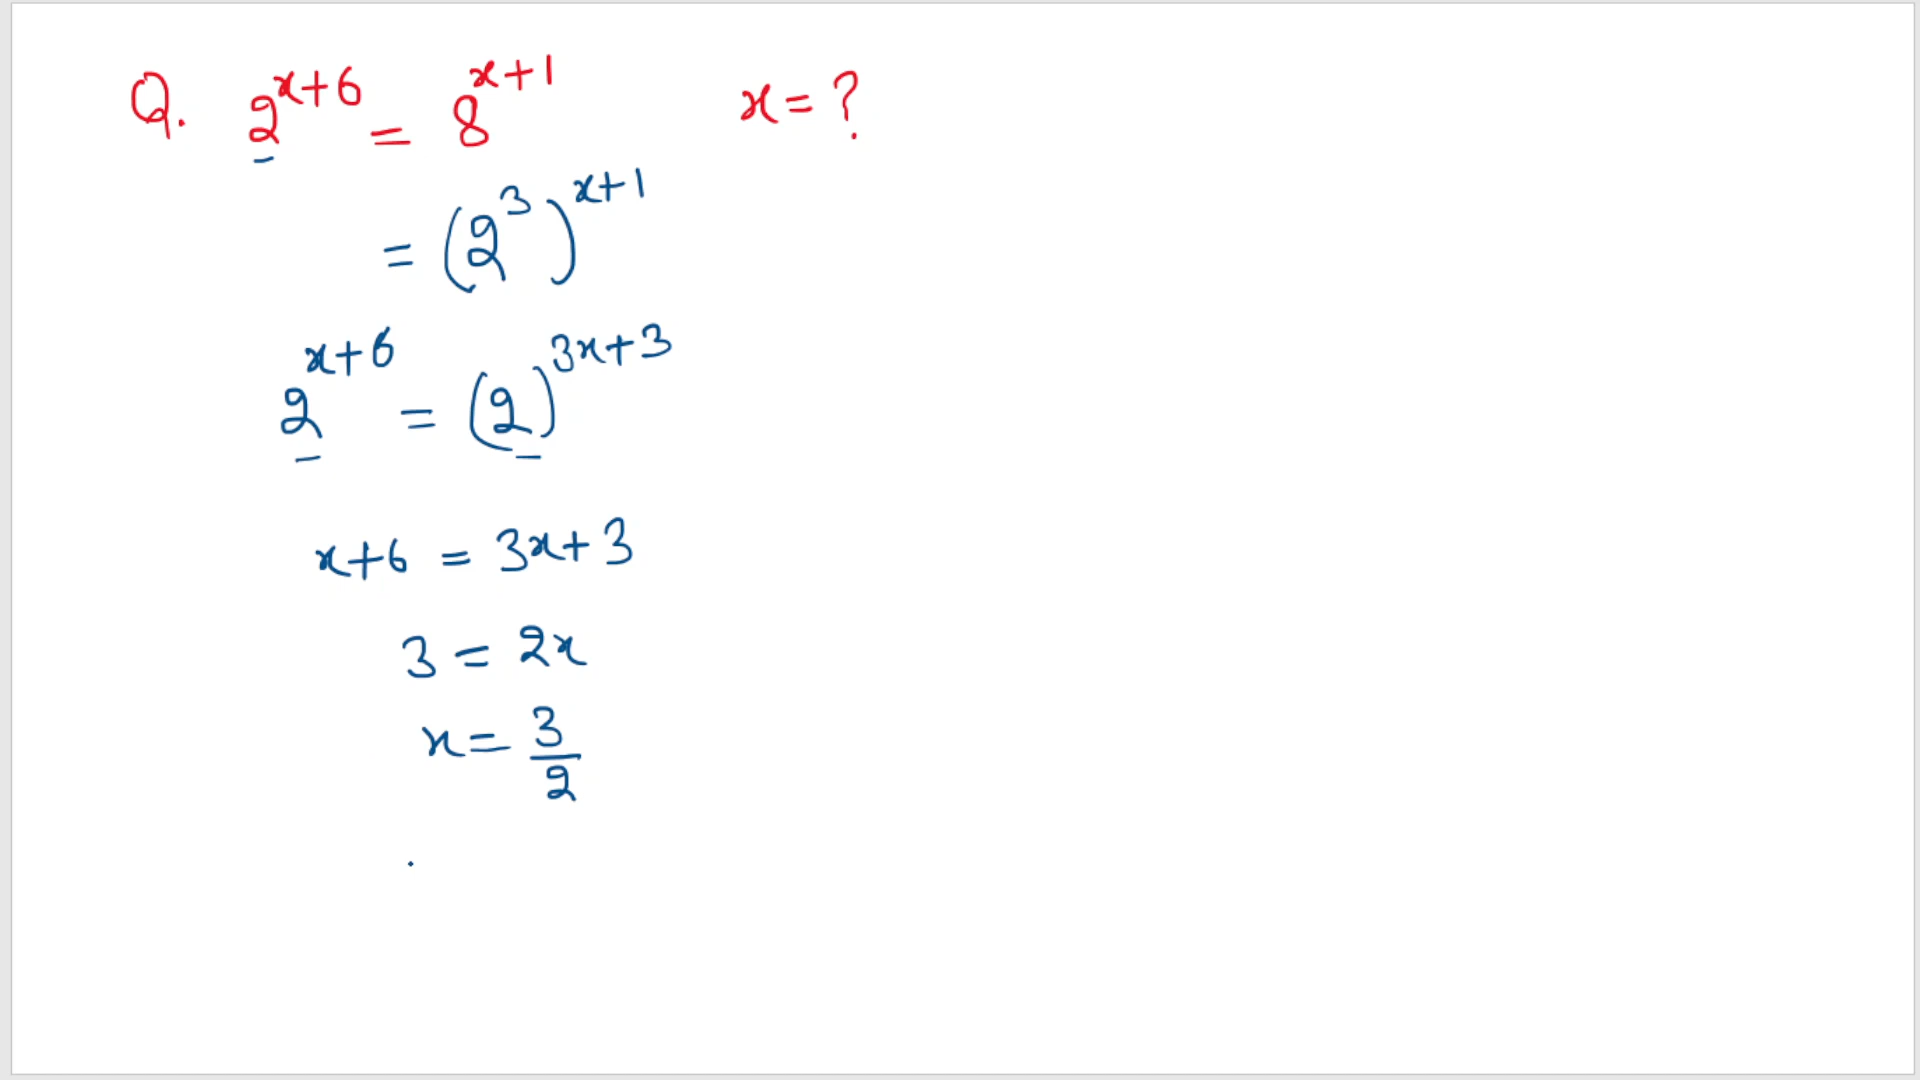 Q. 2^{x+6} = 8^{x+1} x = ?
= (2^3)^{x+1}
2^{x+6} = (2)^{3x+3}
x+6 = 3x+3
3 = 2x
x = 3/2